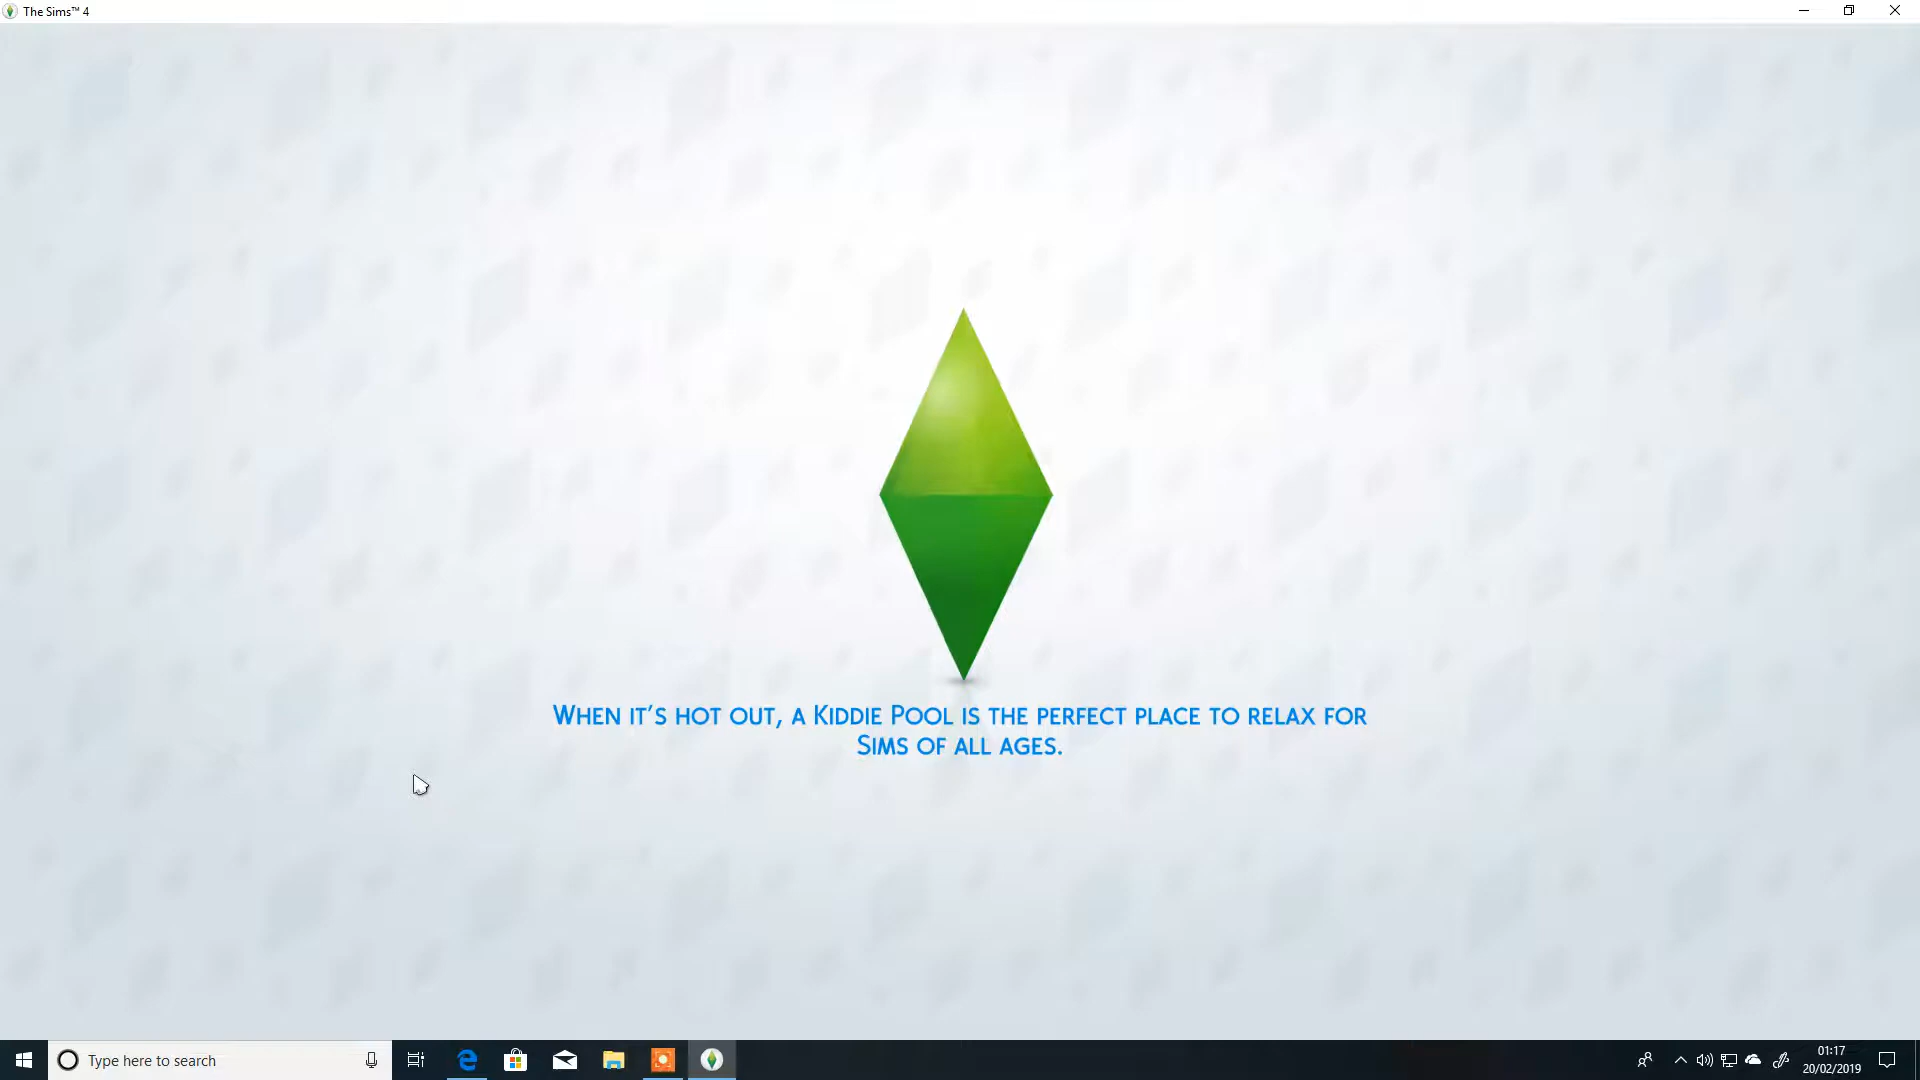 The Sims™ 4
When it's hot out, a Kiddie Pool is the perfect place to relax for
Sims of all ages.
Type here to search
01:17
20/02/2019